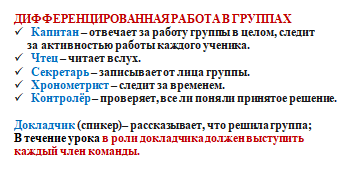 ДИФФЕРЕНЦИРОВАННАЯ РАБОТА В ГРУППАХ
✓ Капитан – отвечает за работу группы в целом, следит
за активностью работы каждого ученика.
✓ Чтец – читает вслух.
✓ Секретарь – записывает от лица группы.
✓ Хронометрист – следит за временем.
✓ Контролёр – проверяет, все ли поняли принятое решение.
Докладчик (спикер)– рассказывает, что решила группа;
В течение урока в роли докладчика должен выступить
каждый член команды.